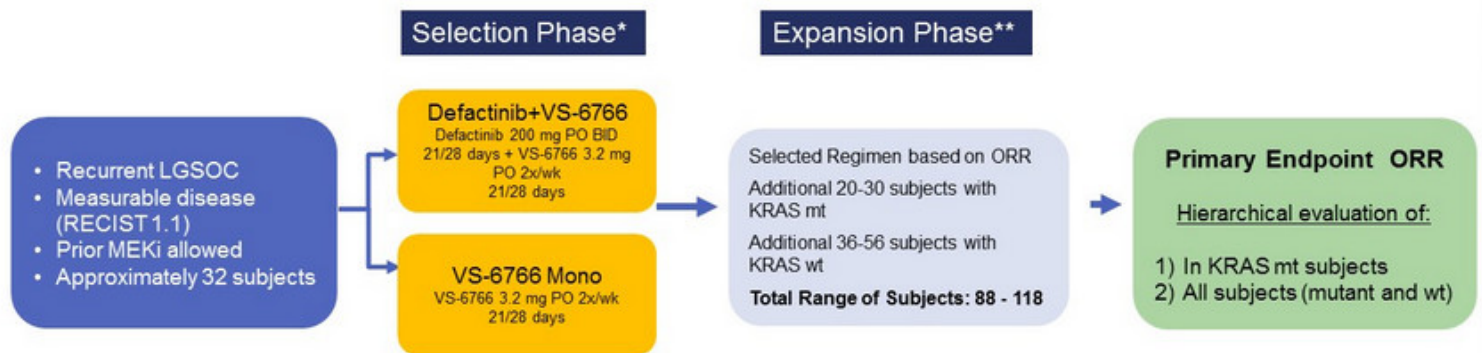 Selection Phase*
Expansion Phase**
• Recurrent LGSOC
• Measurable disease
(RECIST 1.1)
• Prior MEKi allowed
• Approximately 32 subjects
Defactinib+VS-6766
Defactinib 200 mg PO BID
21/28 days + VS-6766 3.2 mg
PO 2x/wk
21/28 days
VS-6766 Mono
VS-6766 3.2 mg PO 2x/wk
21/28 days
Selected Regimen based on ORR
Additional 20-30 subjects with
KRAS mt
Additional 36-56 subjects with
KRAS wt
Total Range of Subjects: 88 - 118
Primary Endpoint ORR
Hierarchical evaluation of:
1) In KRAS mt subjects
2) All subjects (mutant and wt)